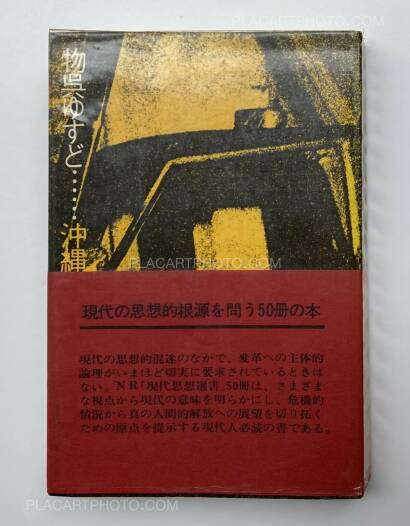 PLACARTPHOTO.COM
物呂種をど……
沖縄
PLACARTPHOTO.COM
現代の思想的根源を問う50冊の本
現代の思想的混迷のなかで、変革への主体的
論理がいまほど切実に要求されているときは
ない。NR「現代思想選書」50冊は、さまざま
な視点から現代の意味を明らかにし、危機的
情況から真の人間的解放への展望を切り拓く
ための原点を提示する現代人必読の書である。
PLACARTPHOTO.COM